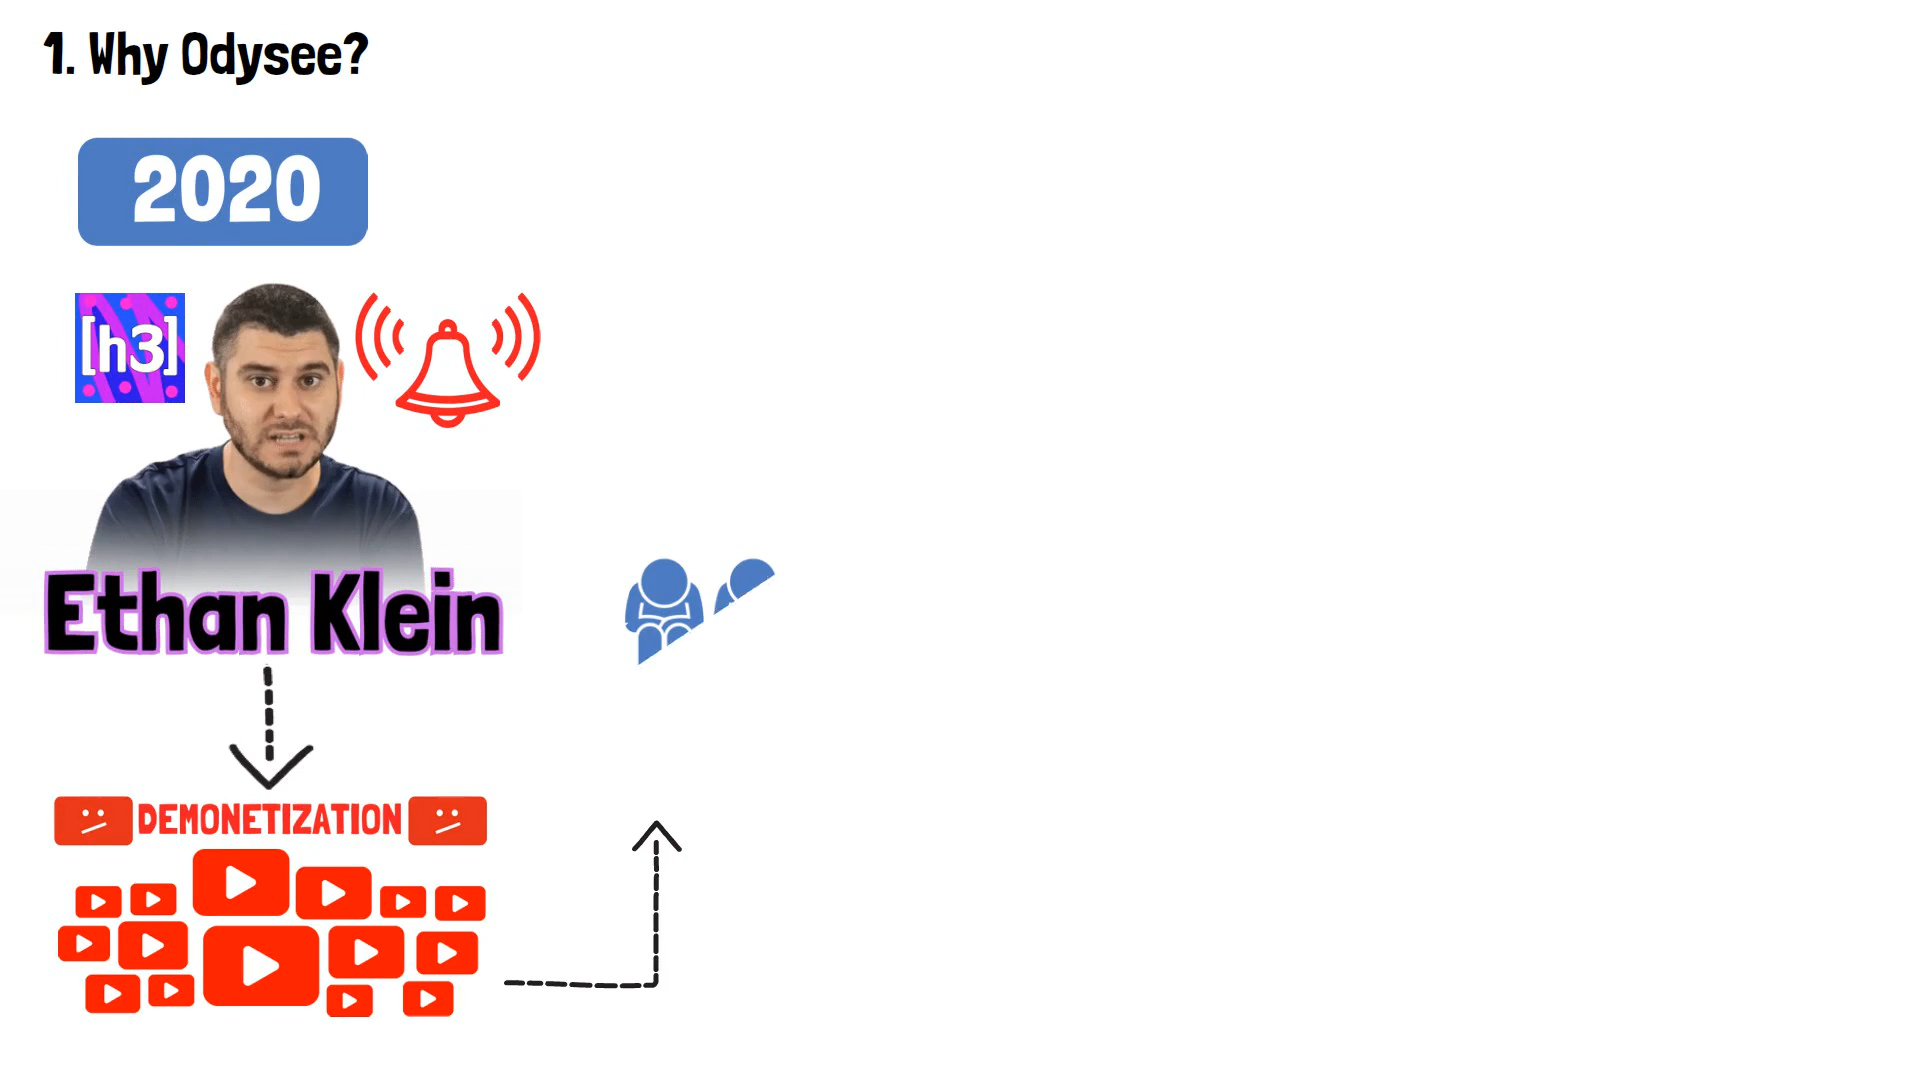 1. Why Odysee?
2020
[h3]
Ethan Klein
DEMONETIZATION